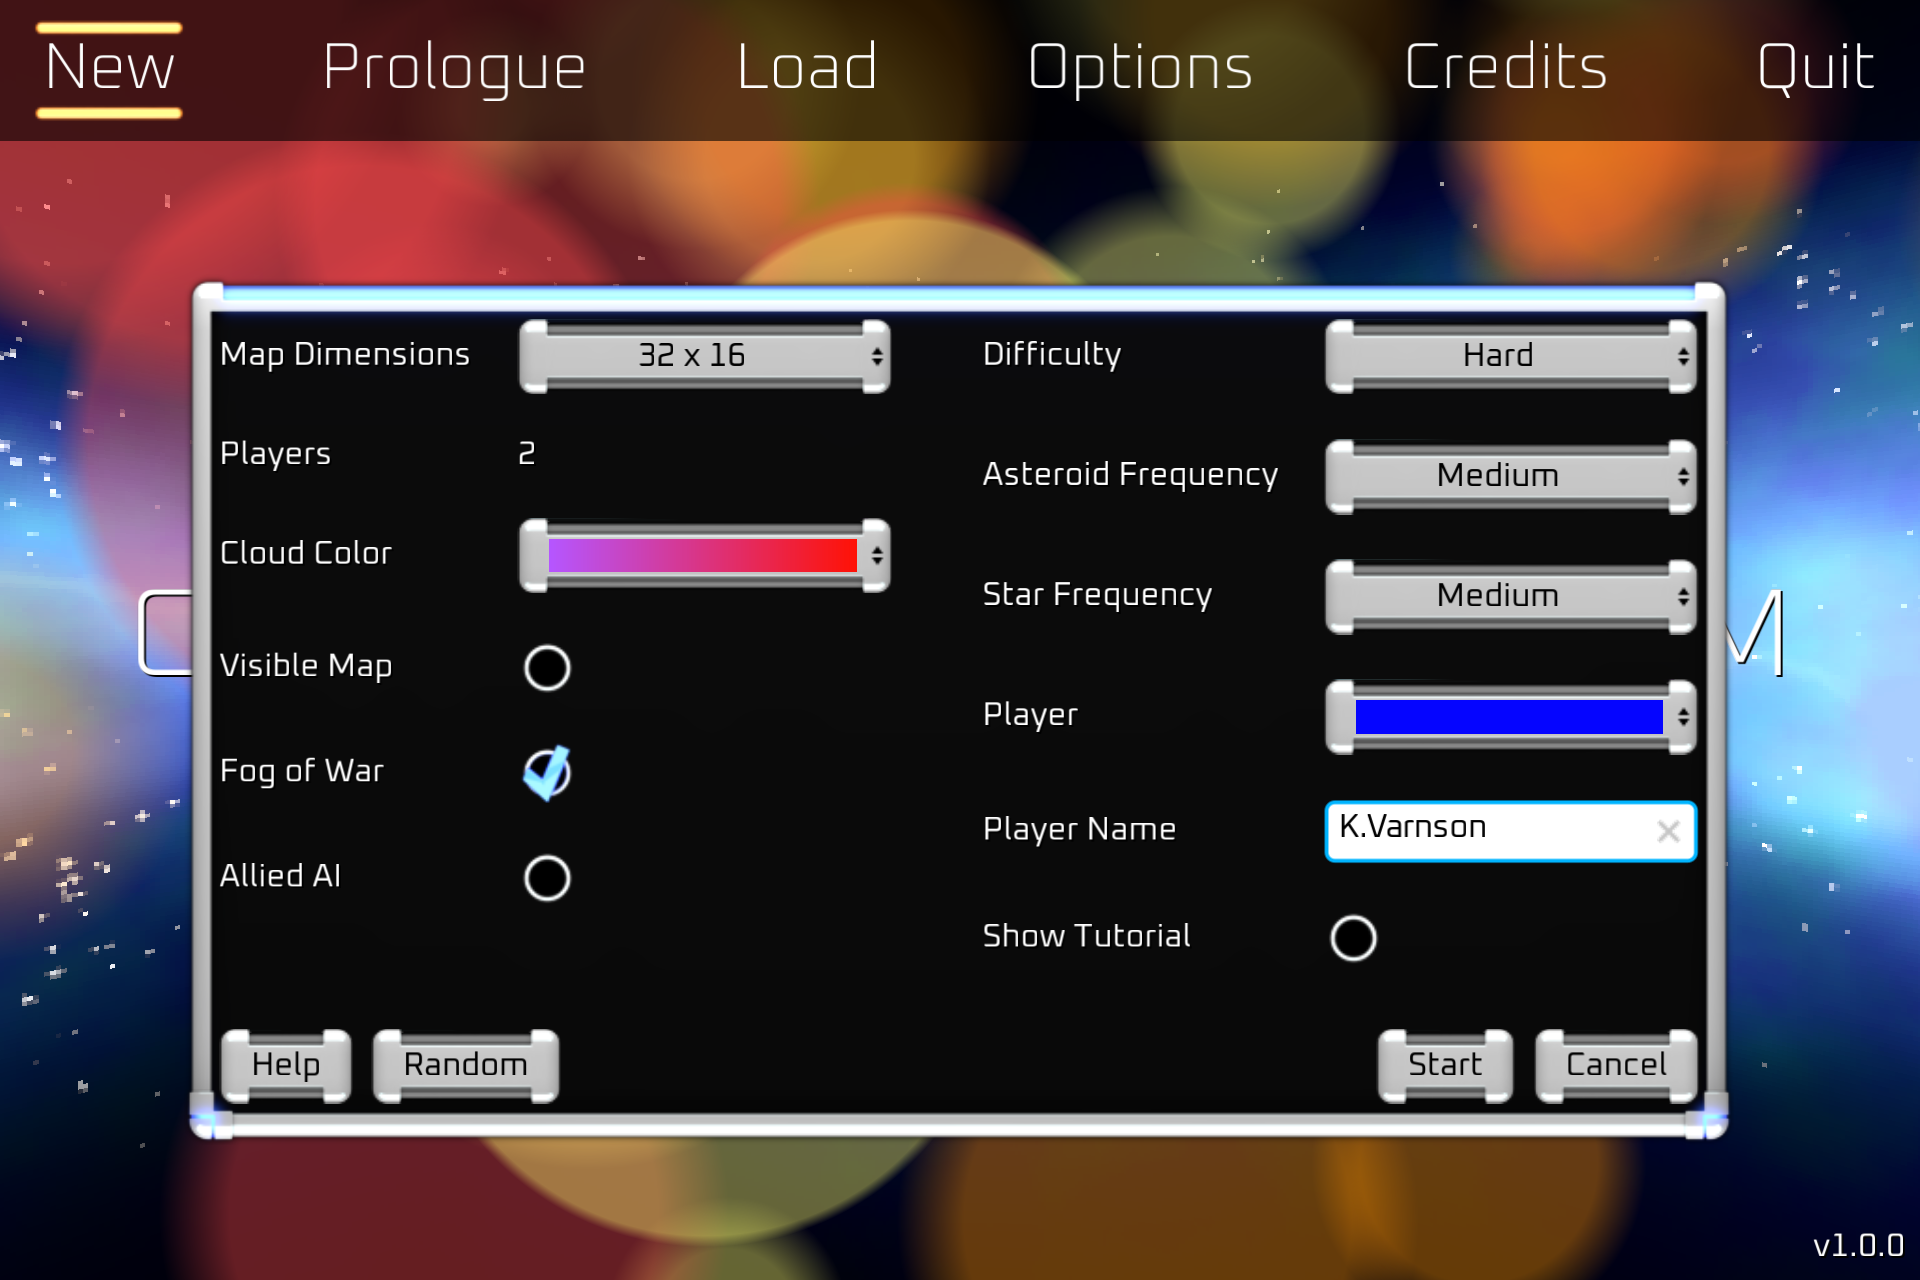 New Prologue Load Options Credits Quit
Map Dimensions 32 x 16
Players 2
Cloud Color
Visible Map
Fog of War
Allied AI
Difficulty Hard
Asteroid Frequency Medium
Star Frequency Medium
Player
Player Name K.Varnson
Show Tutorial
Help Random Start Cancel
v1.0.0